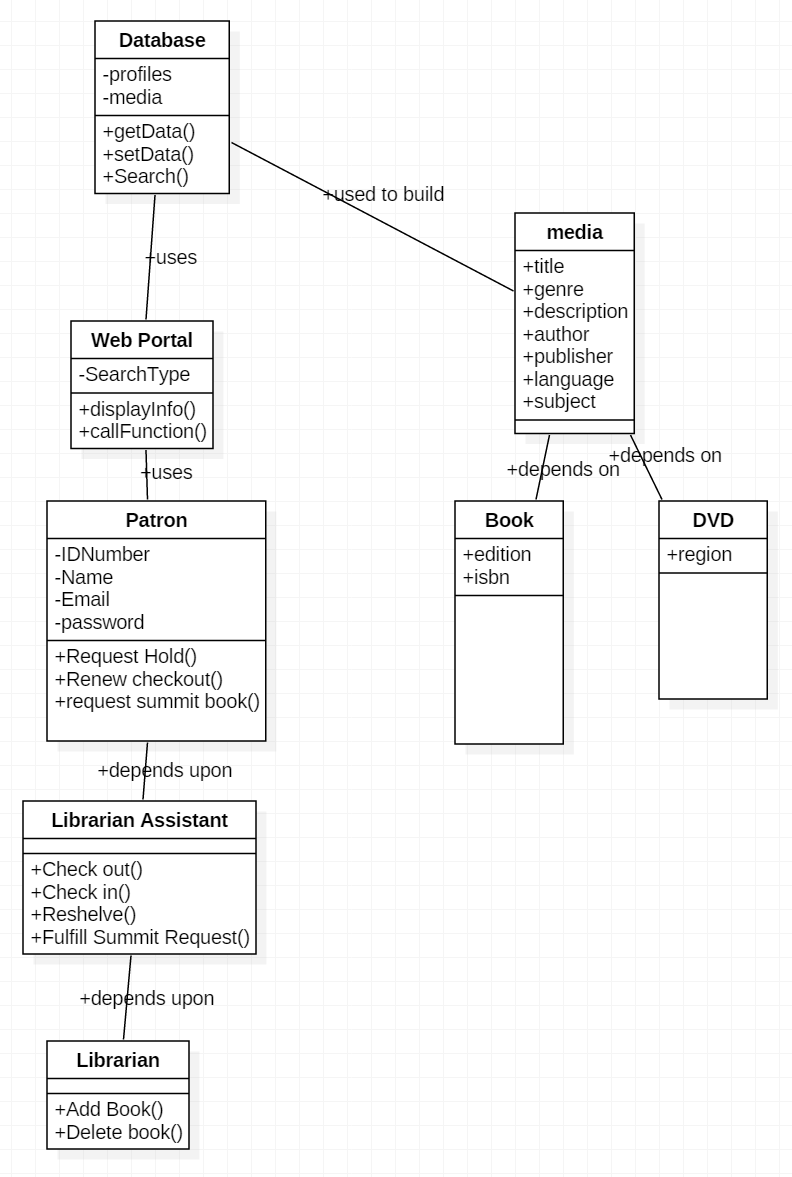 Database
-profiles
-media
+getData()
+setData()
+Search()
+used to build
media
+title
+genre
+description
+author
+publisher
+language
+subject
+uses
Web Portal
-SearchType
+displayInfo()
+callFunction()
+uses
+depends on
+depends on
Patron
-IDNumber
-Name
-Email
-password
+Request Hold()
+Renew checkout()
+request summit book()
Book
+edition
+isbn
DVD
+region
+depends upon
Librarian Assistant
+Check out()
+Check in()
+Reshelve()
+Fulfill Summit Request()
+depends upon
Librarian
+Add Book()
+Delete book()